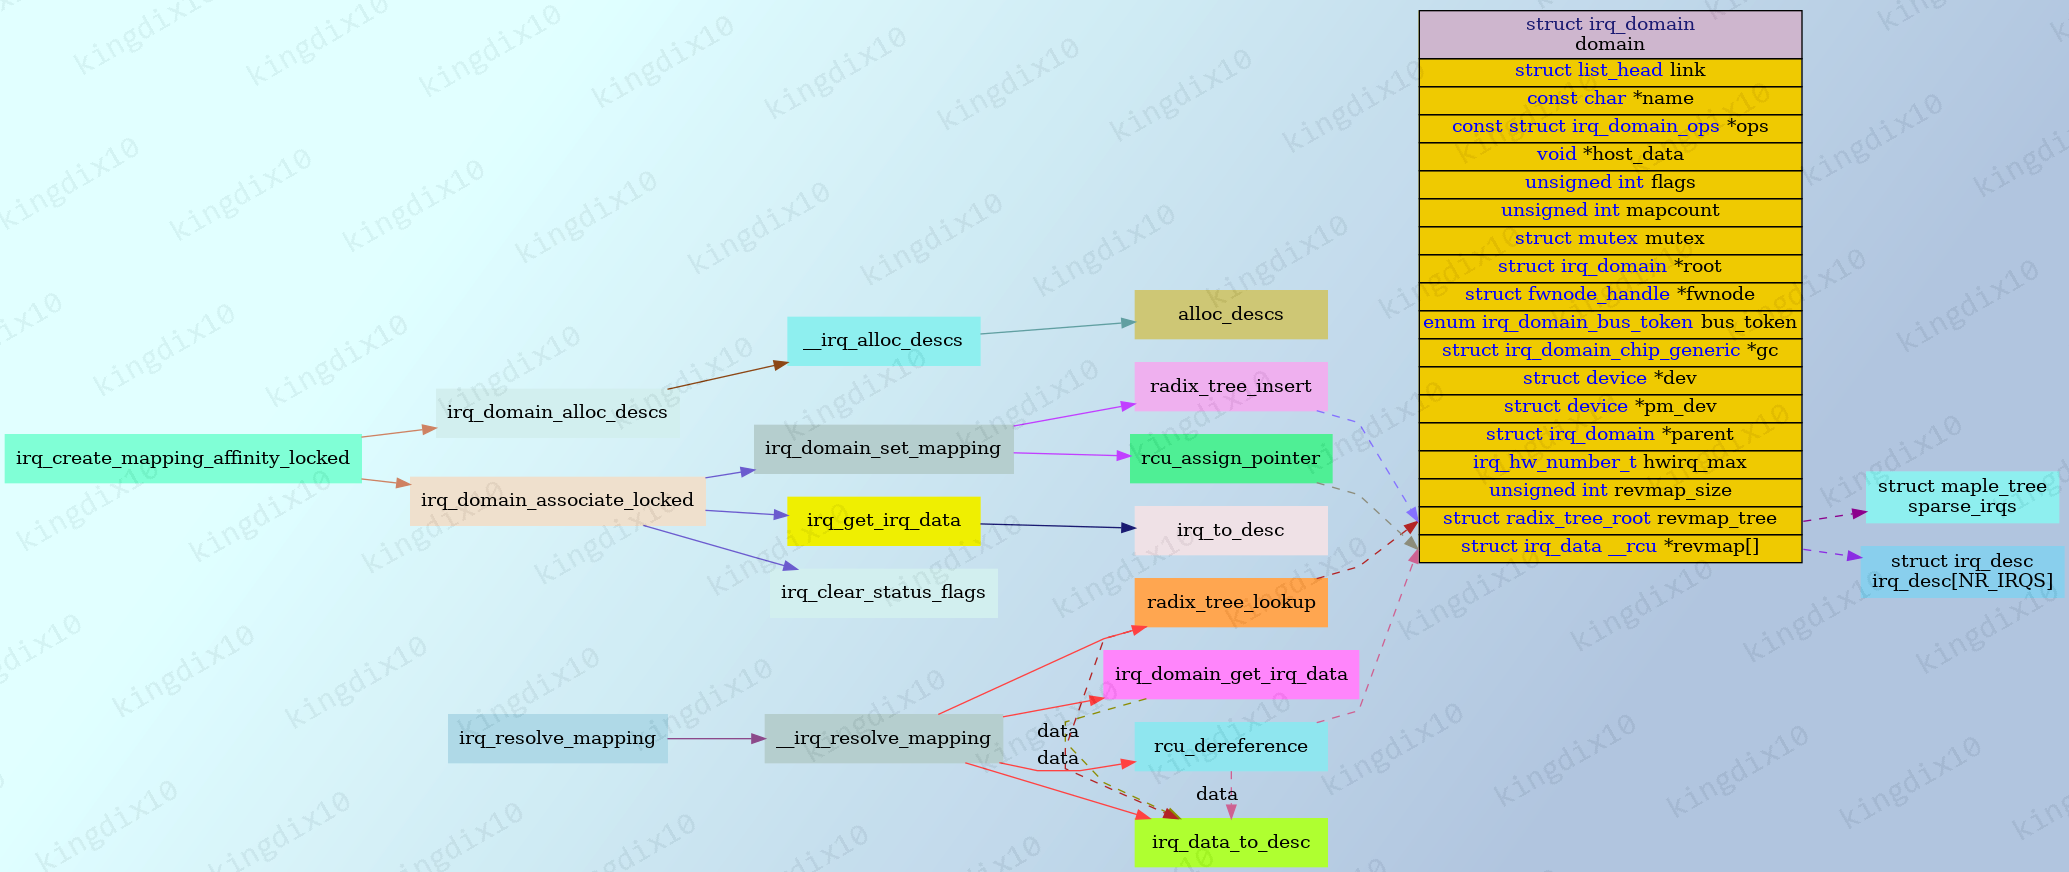 struct irq_domain
domain
struct list_head link
const char *name
const struct irq_domain_ops *ops
void *host_data
unsigned int flags
unsigned int mapcount
struct mutex mutex
struct irq_domain *root
struct fwnode_handle *fwnode
enum irq_domain_bus_token bus_token
struct irq_domain_chip_generic *gc
struct device *dev
struct device *pm_dev
struct irq_domain *parent
irq_hw_number_t hwirq_max
unsigned int revmap_size
struct radix_tree_root revmap_tree
struct irq_data __rcu *revmap[]
irq_create_mapping_affinity_locked
irq_domain_alloc_descs
irq_domain_associate_locked
__irq_alloc_descs
irq_domain_set_mapping
irq_get_irq_data
irq_clear_status_flags
alloc_descs
radix_tree_insert
rcu_assign_pointer
irq_to_desc
radix_tree_lookup
irq_domain_get_irq_data
rcu_dereference
irq_data_to_desc
irq_resolve_mapping
__irq_resolve_mapping
data
data
data
struct maple_tree
sparse_irqs
struct irq_desc
irq_desc[NR_IRQS]
kingdix10